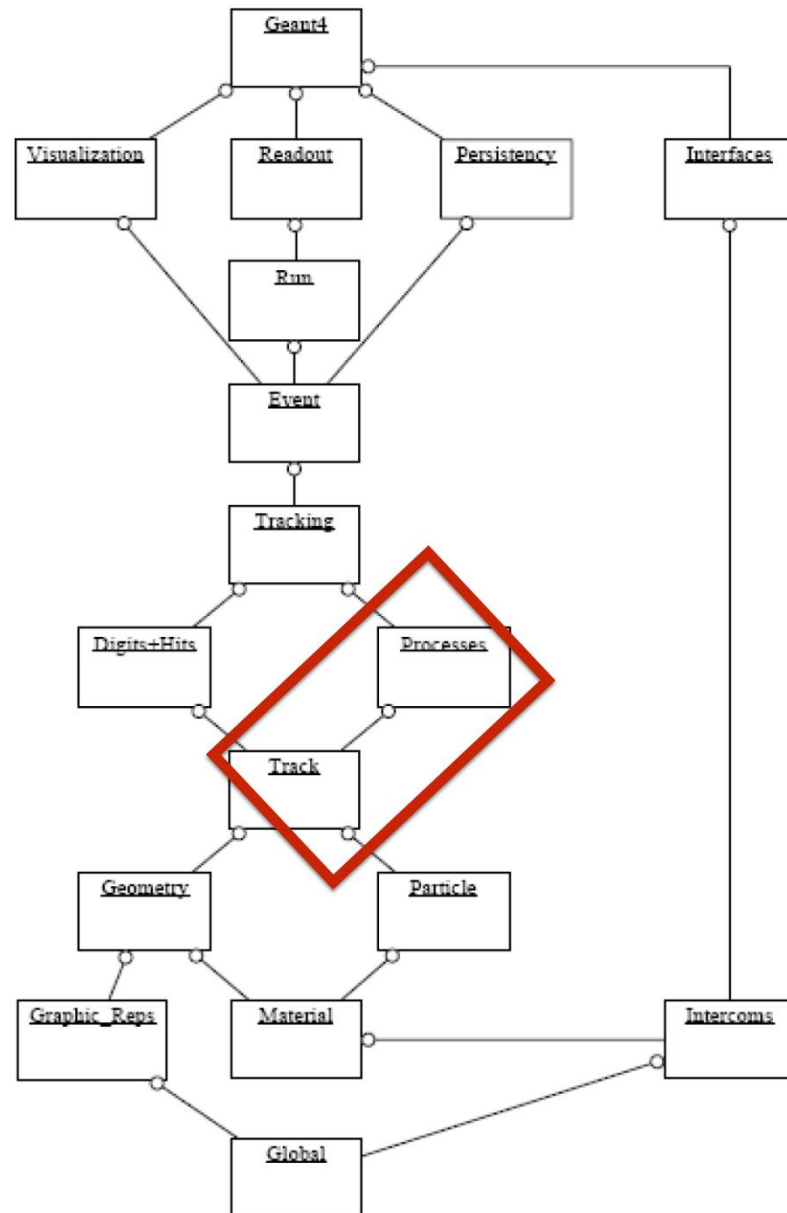 Geant4
Visualization
Readout
Persistency
Interfaces
Run
Event
Tracking
Digits+Hits
Processes
Track
Geometry
Particle
Graphic_Reps
Material
Intercoms
Global